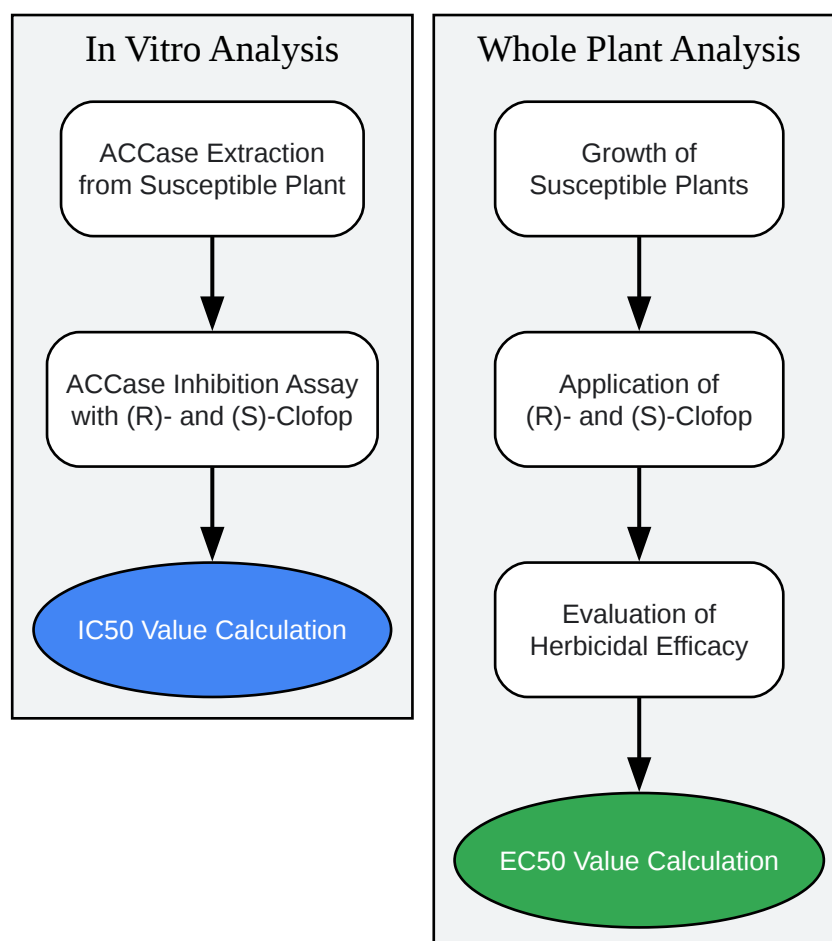 In Vitro Analysis
ACCase Extraction
from Susceptible Plant
ACCase Inhibition Assay
with (R)- and (S)-Clofop
IC50 Value Calculation
Whole Plant Analysis
Growth of
Susceptible Plants
Application of
(R)- and (S)-Clofop
Evaluation of
Herbicidal Efficacy
EC50 Value Calculation